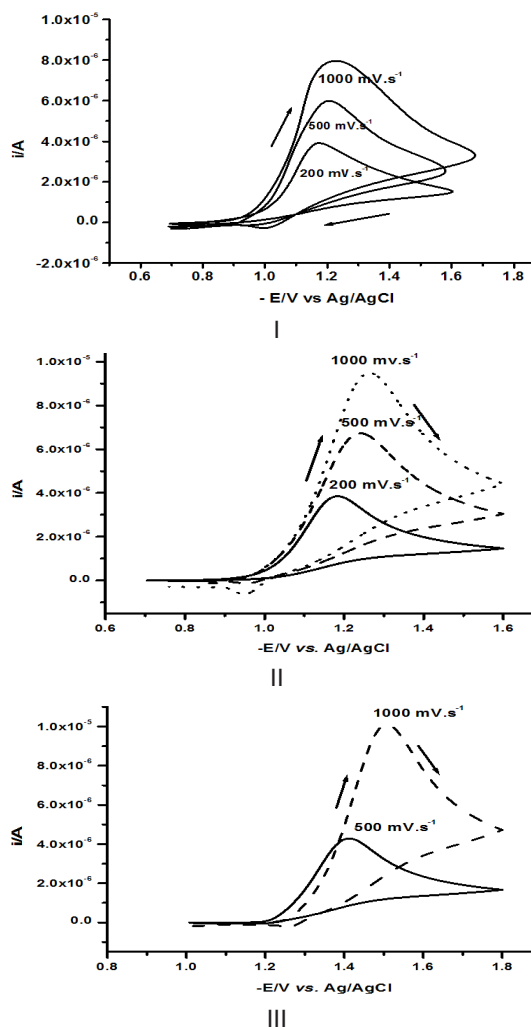 1.0x10⁻⁵
8.0x10⁻⁶
6.0x10⁻⁶
4.0x10⁻⁶
2.0x10⁻⁶
0.0
-2.0x10⁻⁶
i/A
1000 mV.s⁻¹
500 mV.s⁻¹
200 mV.s⁻¹
0.6 0.8 1.0 1.2 1.4 1.6 1.8
- E/V vs Ag/AgCl
I
1.0x10⁻⁵
8.0x10⁻⁶
6.0x10⁻⁶
4.0x10⁻⁶
2.0x10⁻⁶
0.0
i/A
1000 mv.s⁻¹
500 mV.s⁻¹
200 mV.s⁻¹
0.6 0.8 1.0 1.2 1.4 1.6
-E/V vs. Ag/AgCl
II
1.0x10⁻⁵
8.0x10⁻⁶
6.0x10⁻⁶
4.0x10⁻⁶
2.0x10⁻⁶
0.0
i/A
1000 mV.s⁻¹
500 mV.s⁻¹
0.8 1.0 1.2 1.4 1.6 1.8
-E/V vs. Ag/AgCl
III